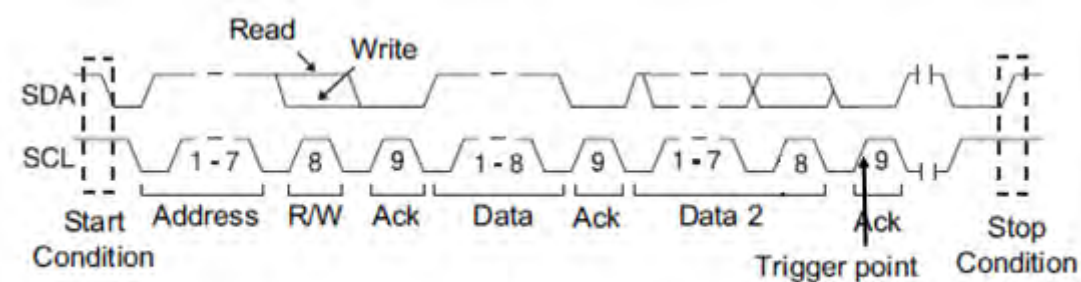 Read
Write
SDA
SCL
1-7 8 9 1-8 9 1-7 8 9
Address R/W Ack Data Ack Data 2 Ack
Start
Condition
Trigger point
Stop
Condition